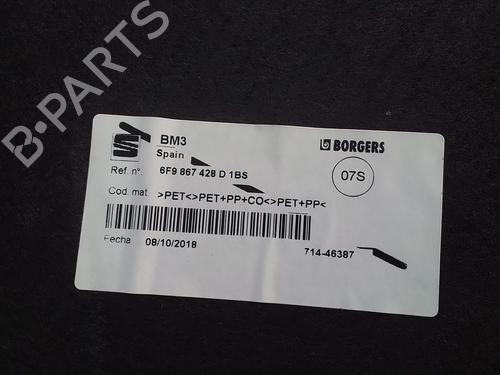 B-PARTS
BM3
Spain
BORGERS
Ref. n°. 6F9 867 428 D 1BS
07S
Cod. mat. >PET<>PET+PP+CO<>PET+PP<
Fecha 08/10/2018
714-46387